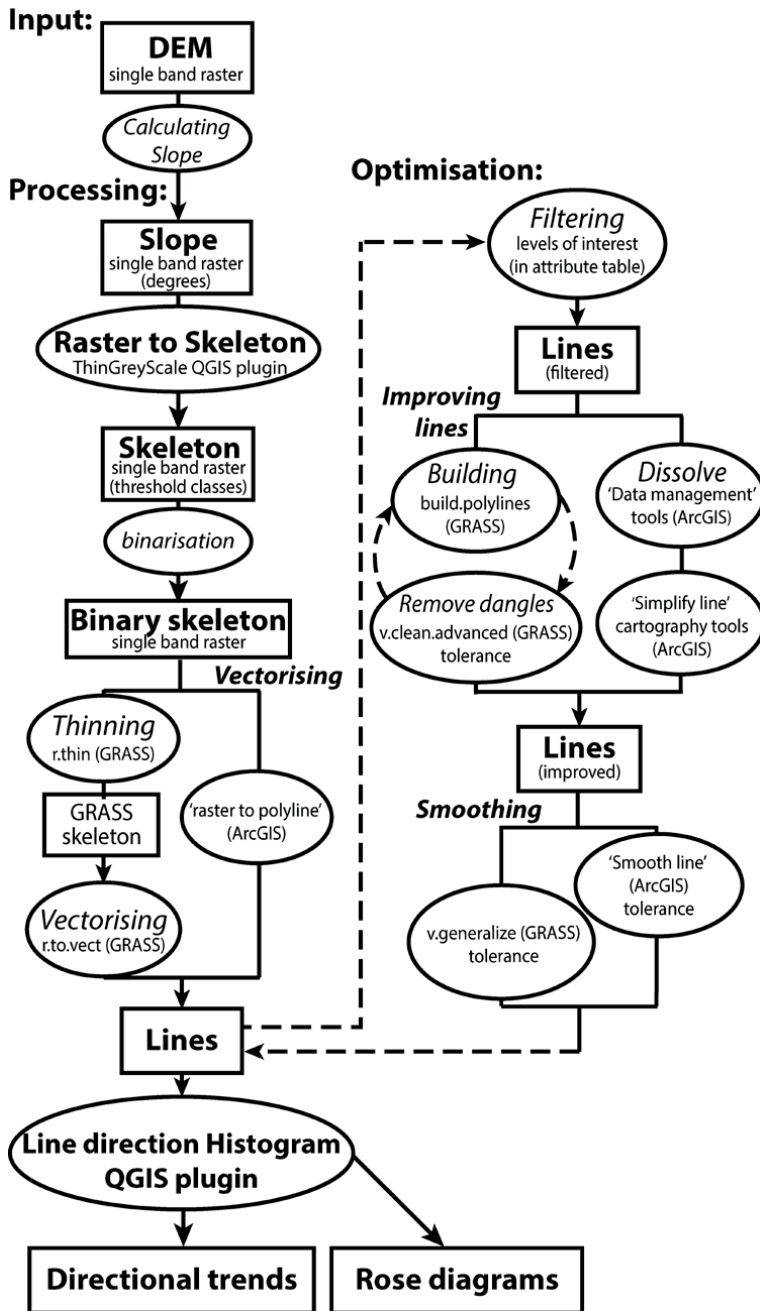 Input:
DEM
single band raster
Calculating
Slope
Processing:
Slope
single band raster
(degrees)
Raster to Skeleton
ThinGreyScale QGIS plugin
Skeleton
single band raster
(threshold classes)
binarisation
Binary skeleton
single band raster
Vectorising
Thinning
r.thin (GRASS)
GRASS
skeleton
Vectorising
r.to.vect (GRASS)
'raster to polyline'
(ArcGIS)
Lines
Line direction Histogram
QGIS plugin
Directional trends
Rose diagrams
Optimisation:
Filtering
levels of interest
(in attribute table)
Lines
(filtered)
Improving
lines
Building
build.polylines
(GRASS)
Remove dangles
v.clean.advanced (GRASS)
tolerance
Dissolve
'Data management'
tools (ArcGIS)
'Simplify line'
cartography tools
(ArcGIS)
Lines
(improved)
Smoothing
v.generalize (GRASS)
tolerance
'Smooth line'
(ArcGIS)
tolerance